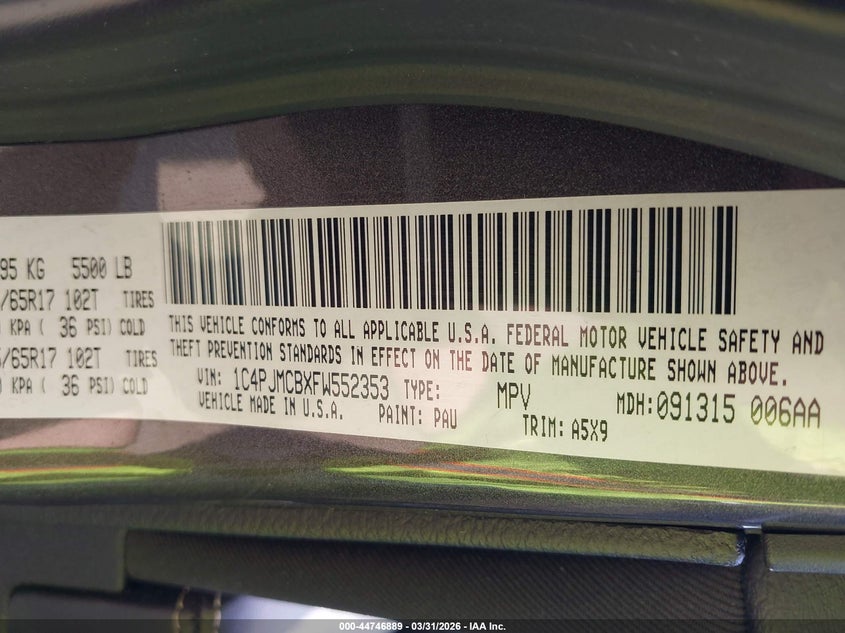 95 KG 5500 LB
/65R17 102T TIRES
KPA ( 36 PSI) COLD
/65R17 102T TIRES
KPA ( 36 PSI) COLD
THIS VEHICLE CONFORMS TO ALL APPLICABLE U.S.A. FEDERAL MOTOR VEHICLE SAFETY AND
THEFT PREVENTION STANDARDS IN EFFECT ON THE DATE OF MANUFACTURE SHOWN ABOVE.
VIN: 1C4PJMCBXFW552353 TYPE: MPV MDH:091315 006AA
VEHICLE MADE IN U.S.A. PAINT: PAU TRIM: A5X9
000-44746889 / 03/31/2026 - IAA Inc.